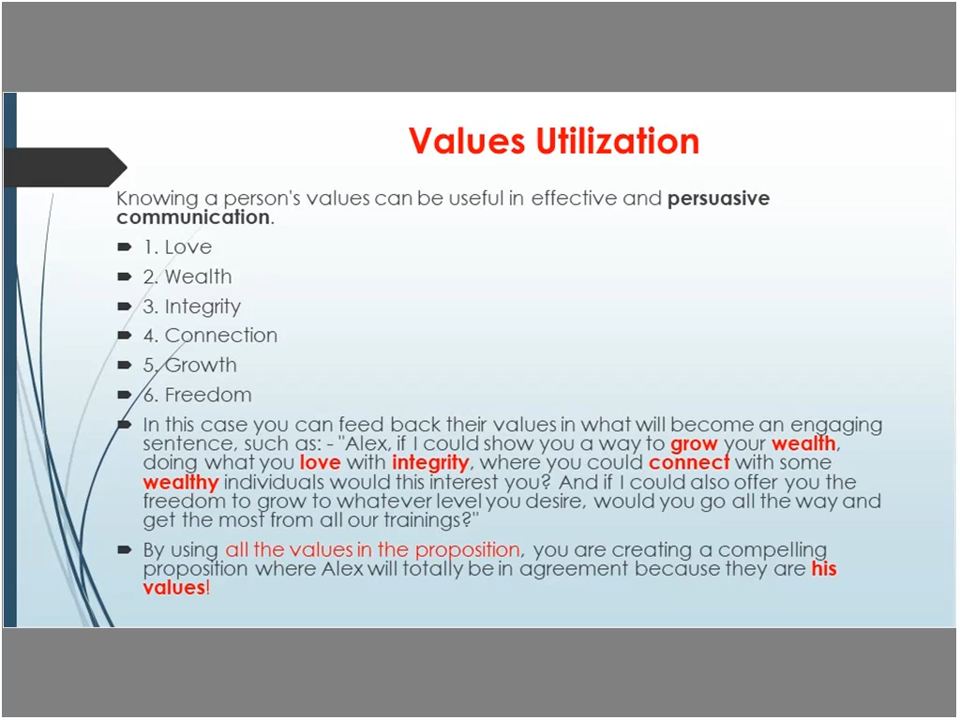 Values Utilization
Knowing a person's values can be useful in effective and persuasive
communication.
1. Love
2. Wealth
3. Integrity
4. Connection
5. Growth
6. Freedom
In this case you can feed back their values in what will become an engaging
sentence, such as: - "Alex, if I could show you a way to grow your wealth,
doing what you love with integrity, where you could connect with some
wealthy individuals would this interest you? And if I could also offer you the
freedom to grow to whatever level you desire, would you go all the way and
get the most from all our trainings?"
By using all the values in the proposition, you are creating a compelling
proposition where Alex will totally be in agreement because they are his
values!